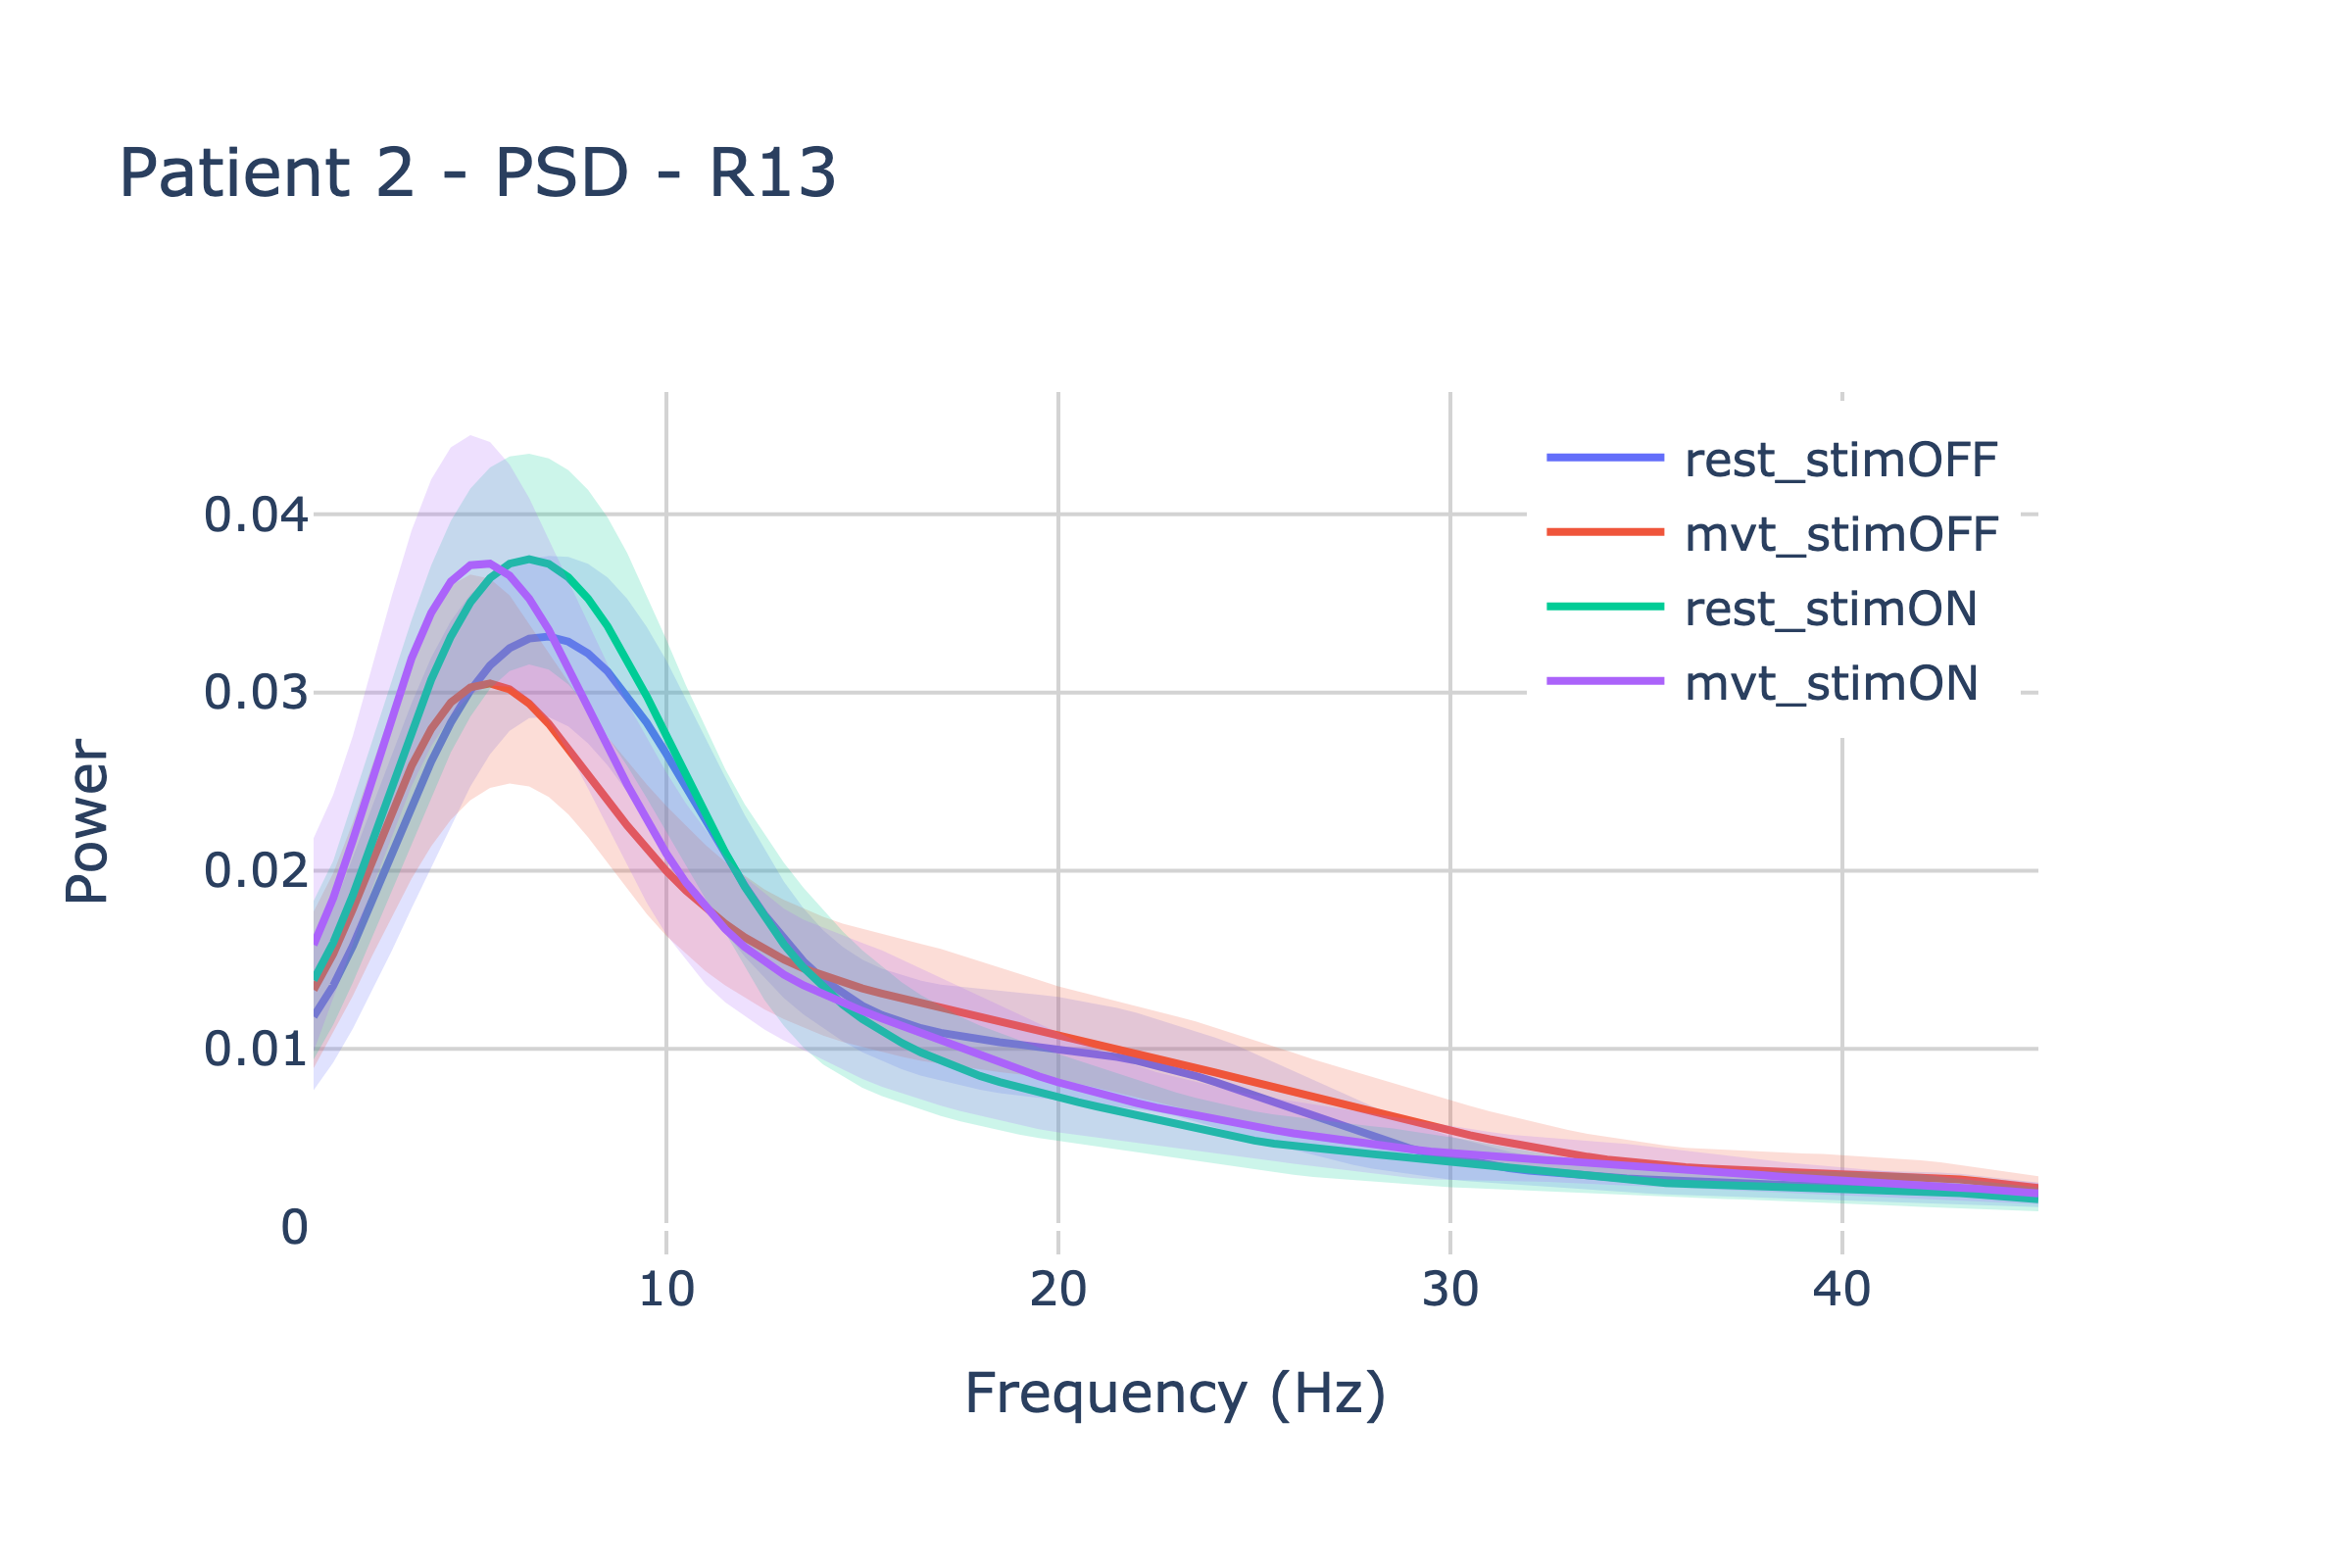 Patient 2 - PSD - R13
rest_stimOFF
mvt_stimOFF
rest_stimON
mvt_stimON
Power
0.04
0.03
0.02
0.01
0
10 20 30 40
Frequency (Hz)